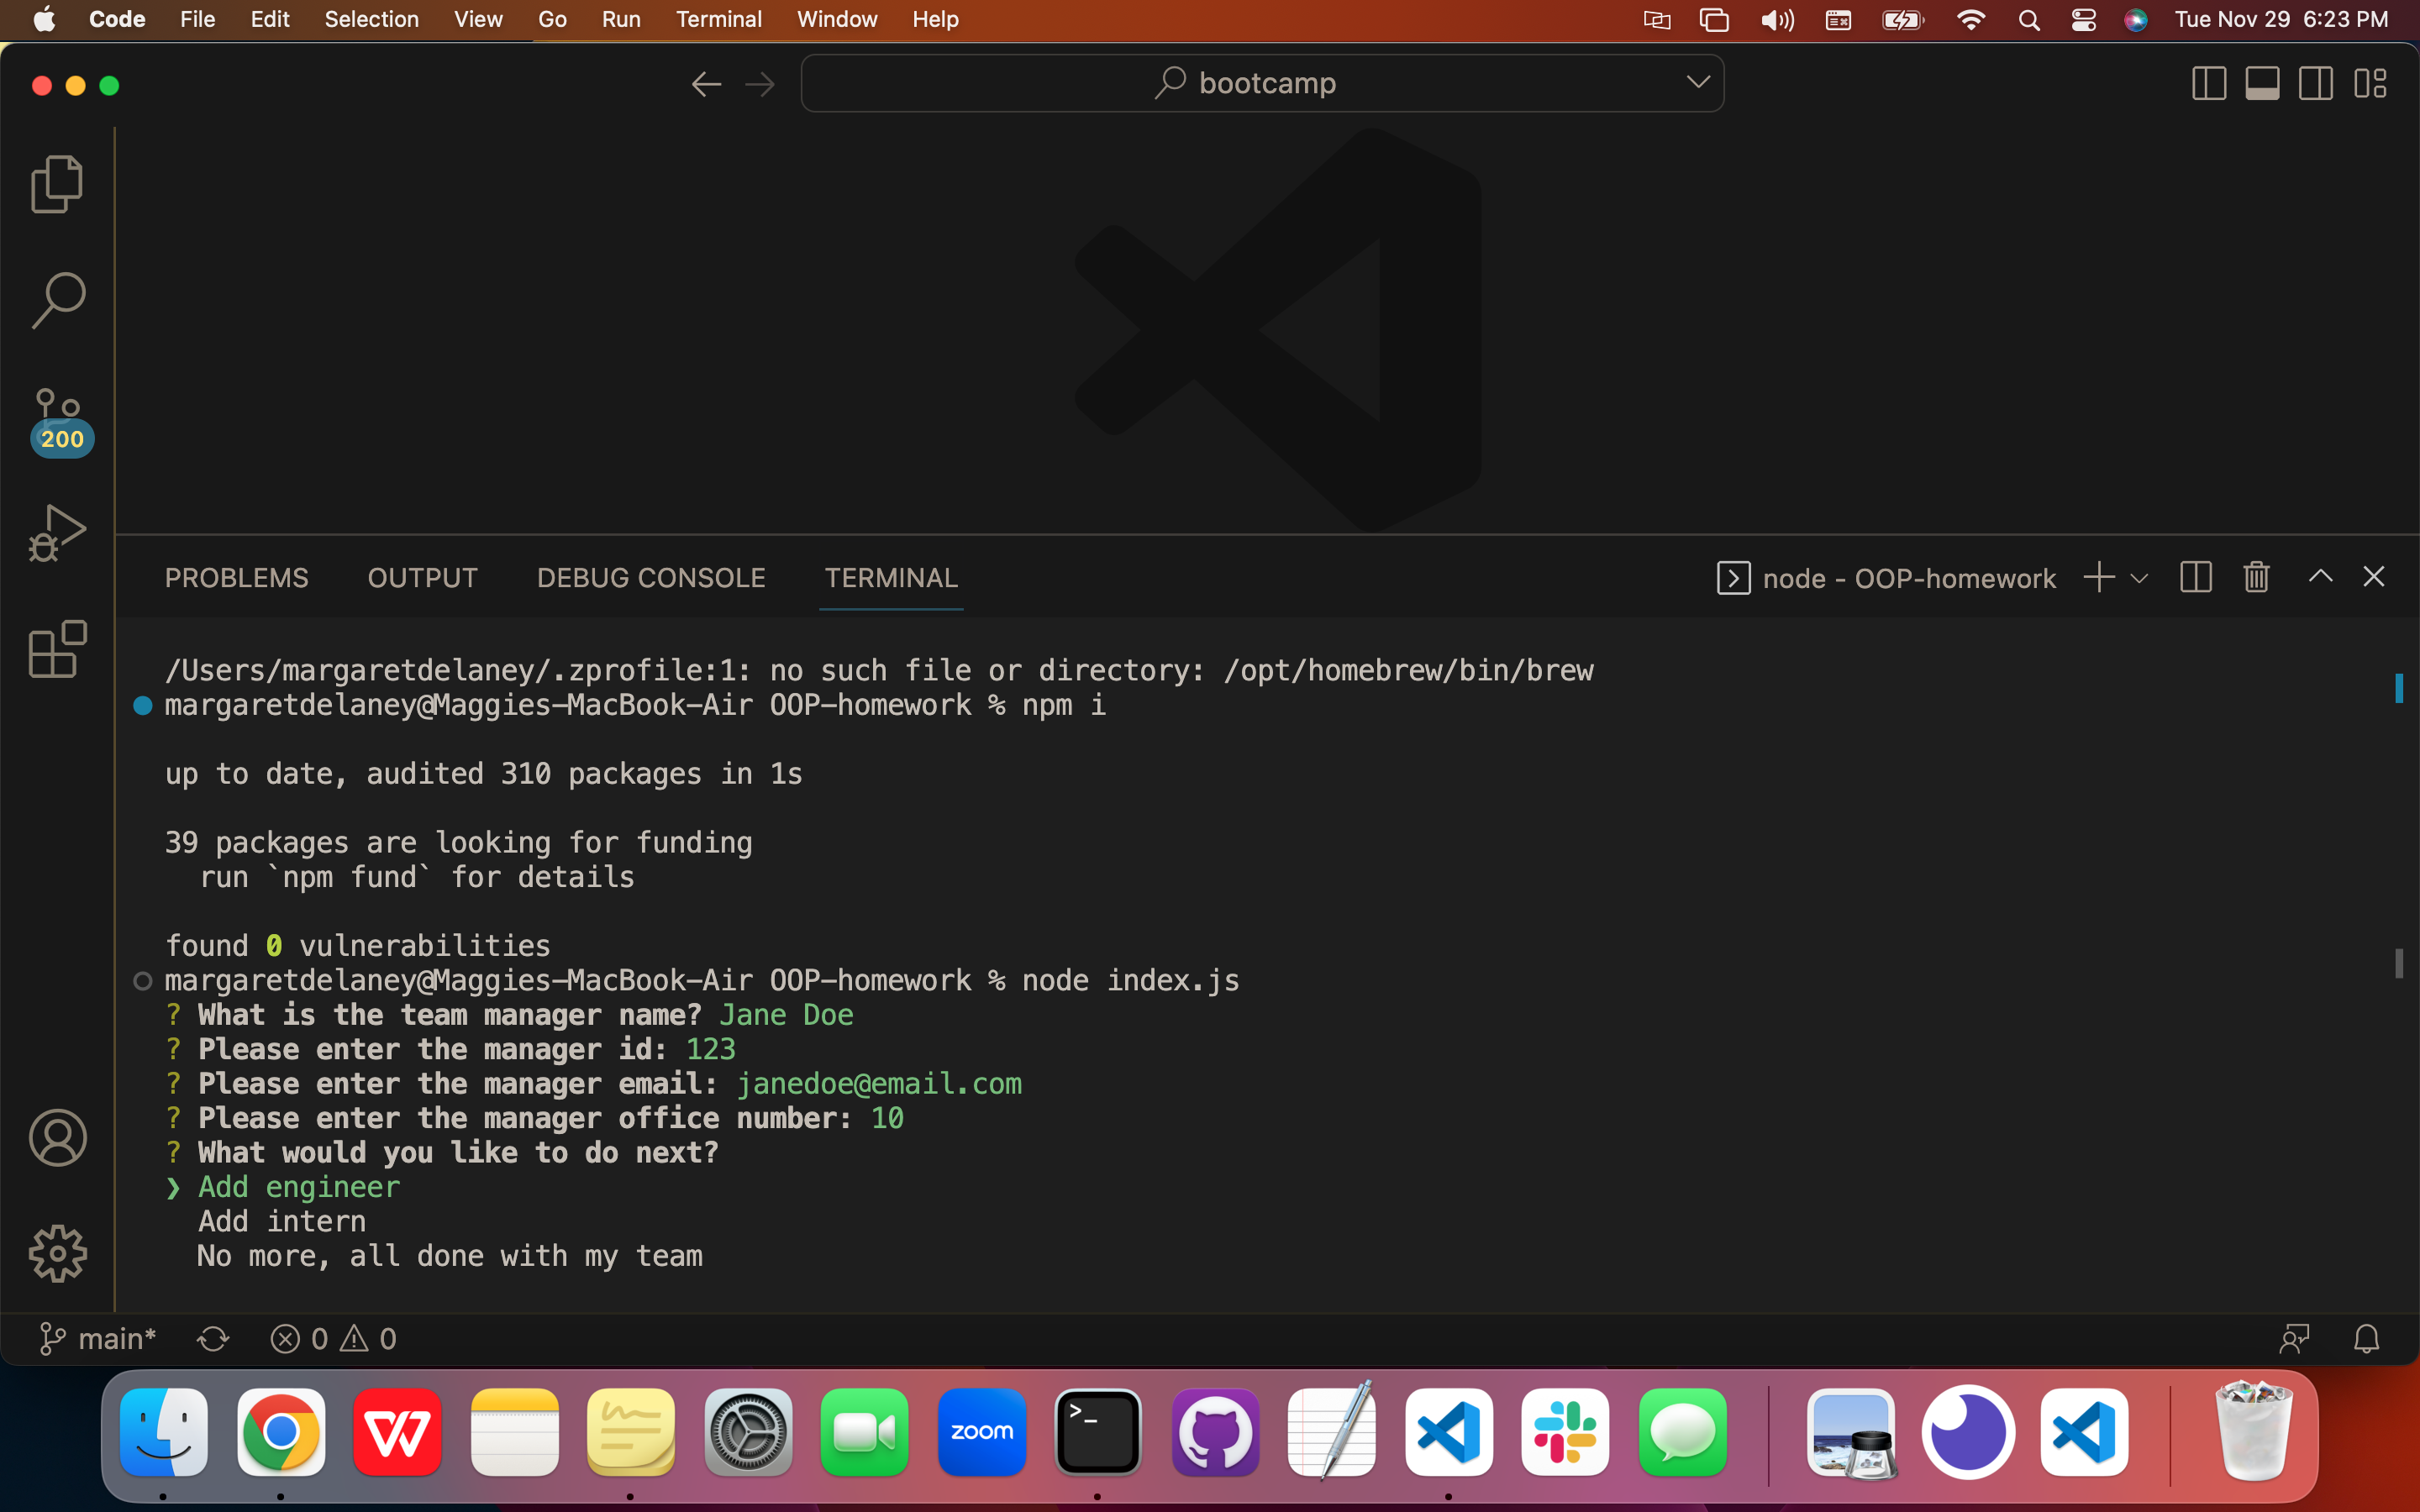 Code File Edit Selection View Go Run Terminal Window Help Tue Nov 29 6:23 PM
bootcamp
200
PROBLEMS OUTPUT DEBUG CONSOLE TERMINAL node - OOP-homework
/Users/margaretdelaney/.zprofile:1: no such file or directory: /opt/homebrew/bin/brew
margaretdelaney@Maggies-MacBook-Air OOP-homework % npm i
up to date, audited 310 packages in 1s
39 packages are looking for funding
run `npm fund` for details
found 0 vulnerabilities
margaretdelaney@Maggies-MacBook-Air OOP-homework % node index.js
? What is the team manager name? Jane Doe
? Please enter the manager id: 123
? Please enter the manager email: janedoe@email.com
? Please enter the manager office number: 10
? What would you like to do next?
❯ Add engineer
Add intern
No more, all done with my team
main* 0 0
zoom